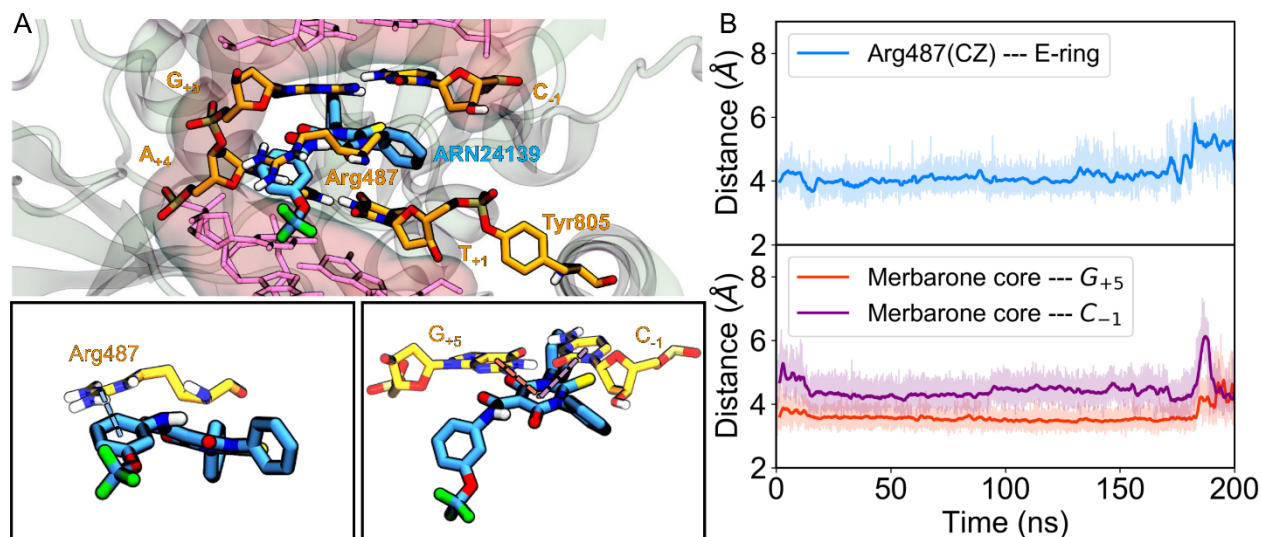 A
G+5
C-1
A+4
ARN24139
Arg487
Tyr805
T+1
Arg487
G+5
C-1
B
Distance (Å)
8
6
4
2
Arg487(CZ) --- E-ring
Distance (Å)
8
6
4
2
Merbarone core --- G+5
Merbarone core --- C−1
0
50
100
150
200
Time (ns)